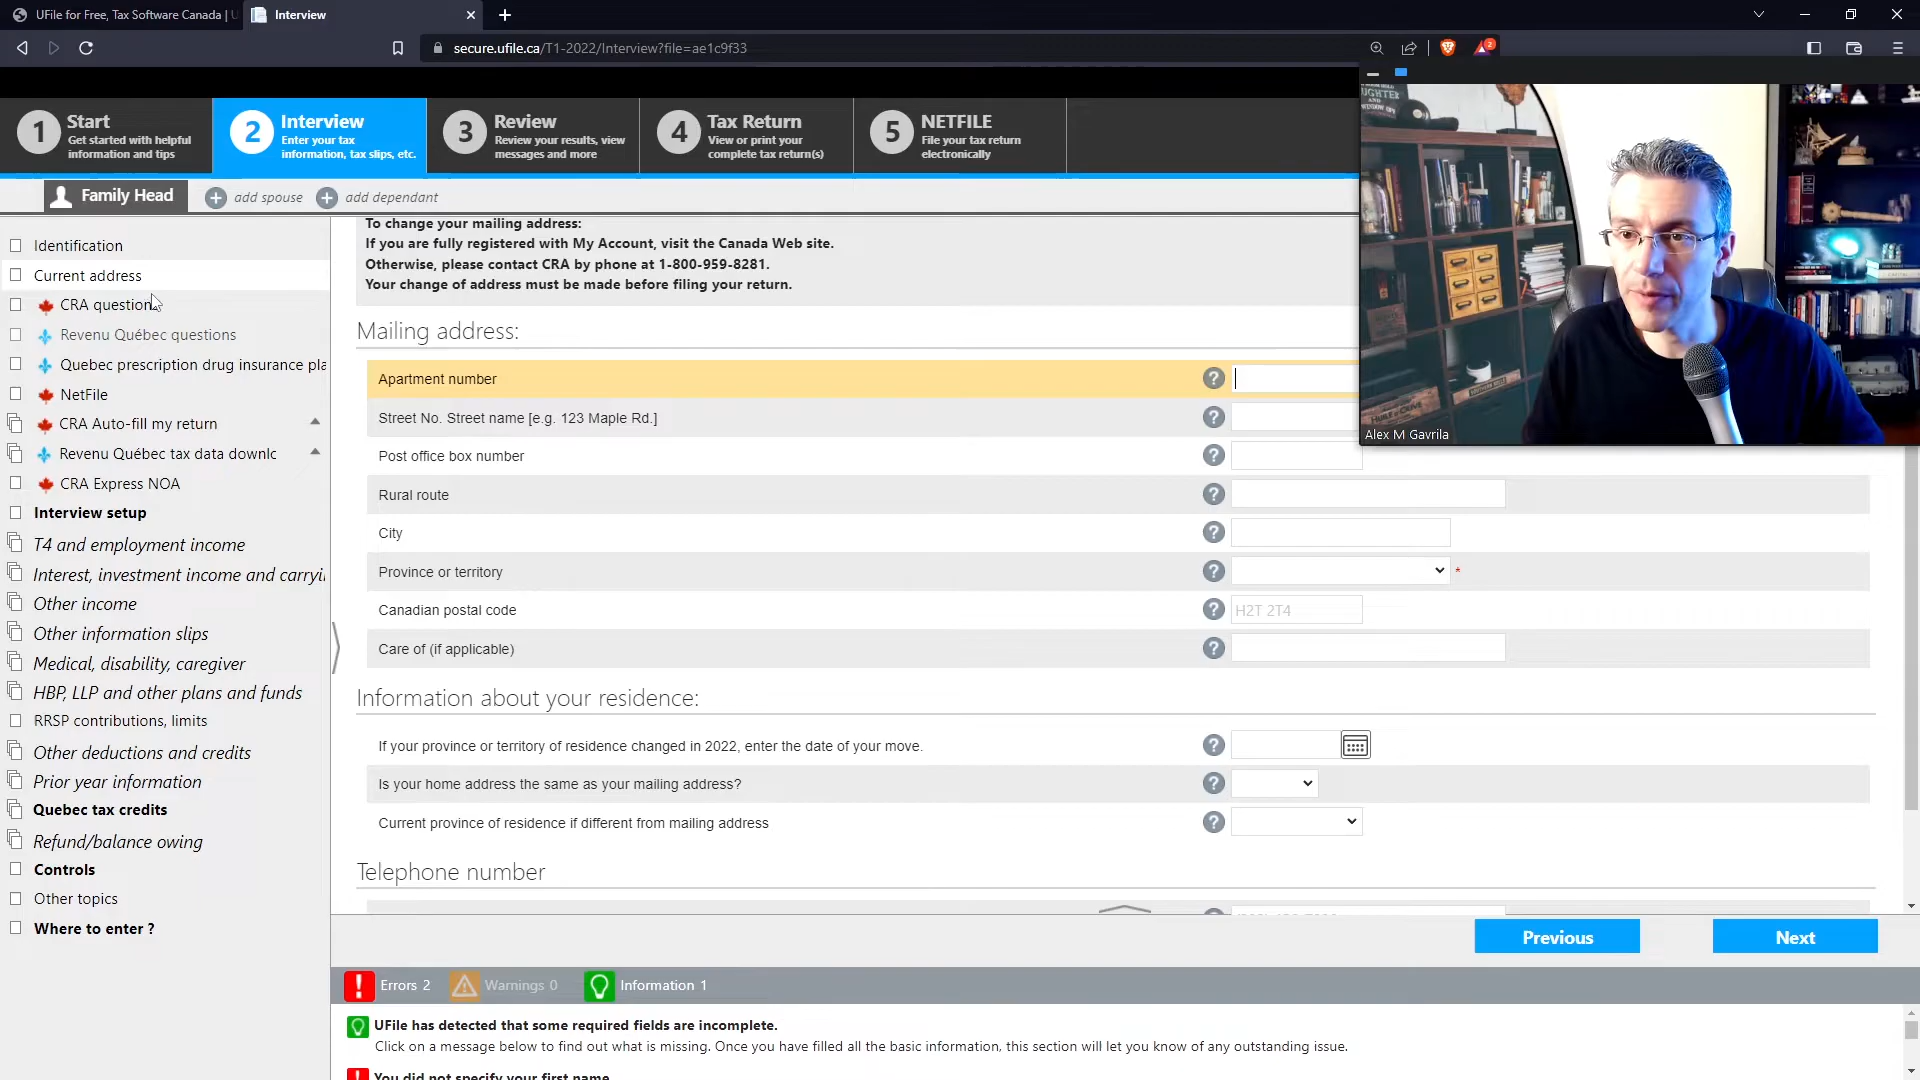 UFile for Free, Tax Software Canada | U
Interview
secure.ufile.ca/T1-2022/Interview?file=ae1c9f33
2
1
Start
Get started with helpful
information and tips
2
Interview
Enter your tax
information, tax slips, etc.
3
Review
Review your results, view
messages and more
4
Tax Return
View or print your
complete tax return(s)
5
NETFILE
File your tax return
electronically
Family Head
add spouse
add dependant
Identification
Current address
CRA question
Revenu Québec questions
Quebec prescription drug insurance pla
NetFile
CRA Auto-fill my return
Revenu Québec tax data downlc
CRA Express NOA
Interview setup
T4 and employment income
Interest, investment income and carryi
Other income
Other information slips
Medical, disability, caregiver
HBP, LLP and other plans and funds
RRSP contributions, limits
Other deductions and credits
Prior year information
Quebec tax credits
Refund/balance owing
Controls
Other topics
Where to enter ?
To change your mailing address:
If you are fully registered with My Account, visit the Canada Web site.
Otherwise, please contact CRA by phone at 1-800-959-8281.
Your change of address must be made before filing your return.
Mailing address:
Apartment number
?
Street No. Street name [e.g. 123 Maple Rd.]
?
Post office box number
?
Rural route
?
City
?
Province or territory
?
*
Canadian postal code
?
H2T 2T4
Care of (if applicable)
?
Information about your residence:
If your province or territory of residence changed in 2022, enter the date of your move.
?
Is your home address the same as your mailing address?
?
Current province of residence if different from mailing address
?
Telephone number
Previous
Next
Errors 2
Warnings 0
Information 1
UFile has detected that some required fields are incomplete.
Click on a message below to find out what is missing. Once you have filled all the basic information, this section will let you know of any outstanding issue.
You did not specify your first name
Alex M Gavrila